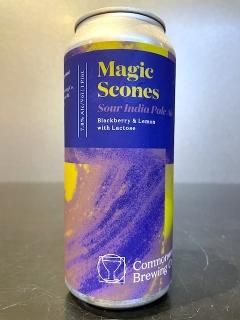 Magic
Scones
Sour India Pale
Blackberry & Lemon
with Lactose
Common
Brewing